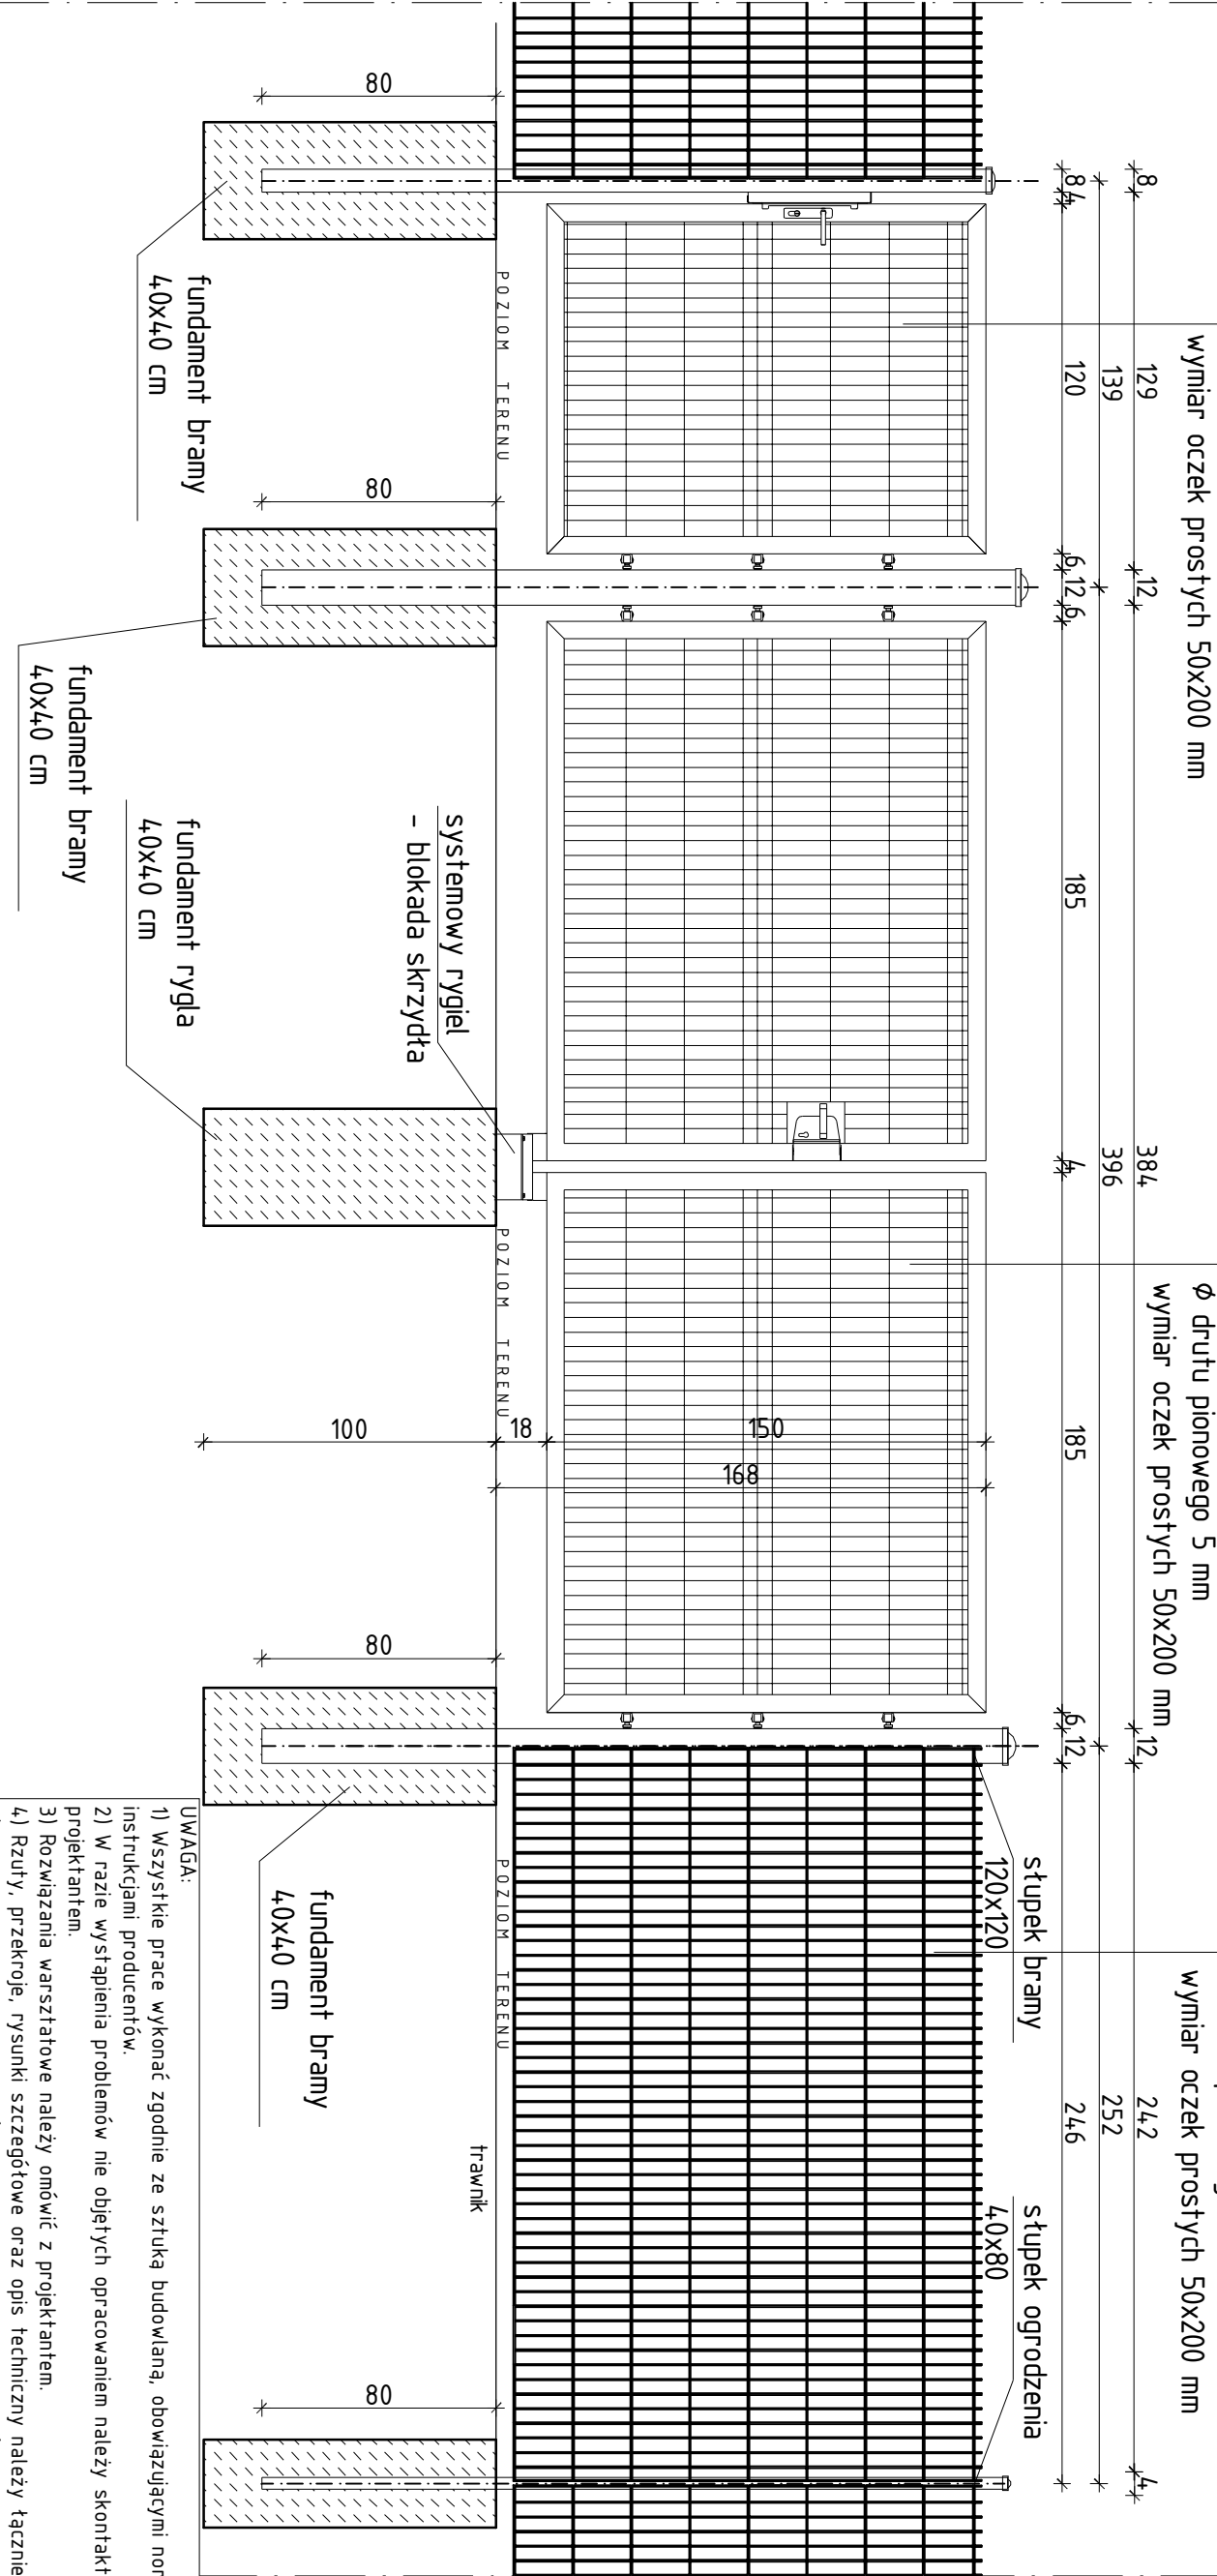 wymiar oczek prostych 50x200 mm
Ø drutu pionowego 5 mm
wymiar oczek prostych 50x200 mm
wymiar oczek prostych 50x200 mm
8
129
12
384
12
242
4
139
396
252
8
4
120
6
12
6
185
4
185
6
12
246
słupek bramy
120x120
słupek ogrodzenia
40x80
150
168
18
100
POZIOM TERENU
POZIOM TERENU
POZIOM TERENU
trawnik
80
80
80
80
systemowy rygiel
- blokada skrzydła
fundament bramy
40x40 cm
fundament rygla
40x40 cm
fundament bramy
40x40 cm
fundament bramy
40x40 cm
UWAGA:
1) Wszystkie prace wykonać zgodnie ze sztuką budowlaną, obowiązującymi nor
instrukcjami producentów.
2) W razie wystąpienia problemów nie objętych opracowaniem należy skontakt
projektantem.
3) Rozwiązania warsztatowe należy omówić z projektantem.
4) Rzuty, przekroje, rysunki szczegółowe oraz opis techniczny należy łącznie